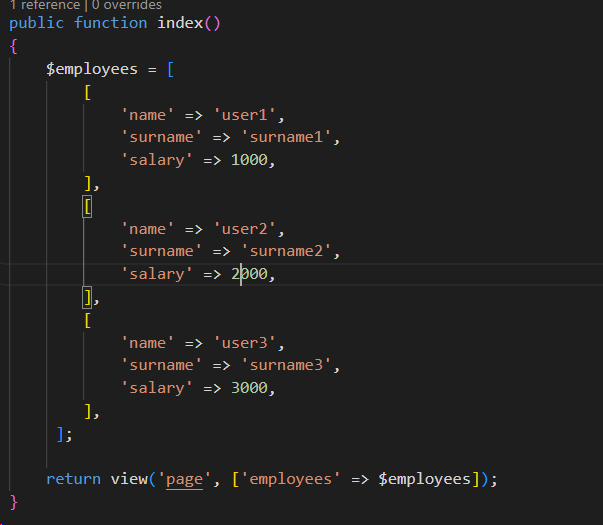 1 reference | 0 overrides
public function index()
{
    $employees = [
        [
            'name' => 'user1',
            'surname' => 'surname1',
            'salary' => 1000,
        ],
        [
            'name' => 'user2',
            'surname' => 'surname2',
            'salary' => 2000,
        ],
        [
            'name' => 'user3',
            'surname' => 'surname3',
            'salary' => 3000,
        ],
    ];
    return view('page', ['employees' => $employees]);
}